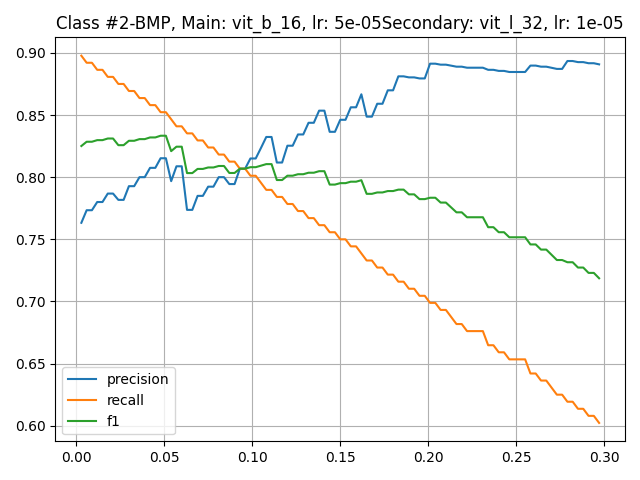 Class #2-BMP, Main: vit_b_16, lr: 5e-05Secondary: vit_l_32, lr: 1e-05
0.90
0.85
0.80
0.75
0.70
0.65
0.60
precision
recall
f1
0.00 0.05 0.10 0.15 0.20 0.25 0.30